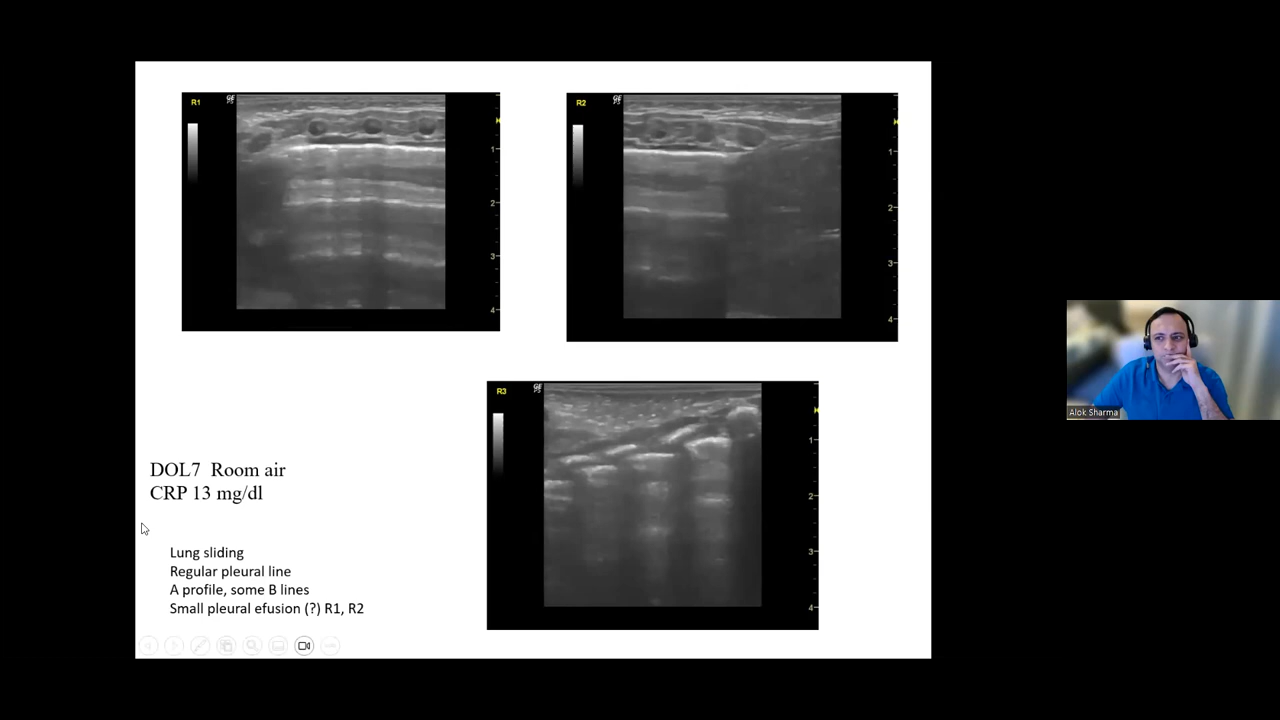 R1
1
2
3
4
R2
1
2
3
4
R3
1
2
3
4
DOL7 Room air
CRP 13 mg/dl
Lung sliding
Regular pleural line
A profile, some B lines
Small pleural efusion (?) R1, R2
Alok Sharma